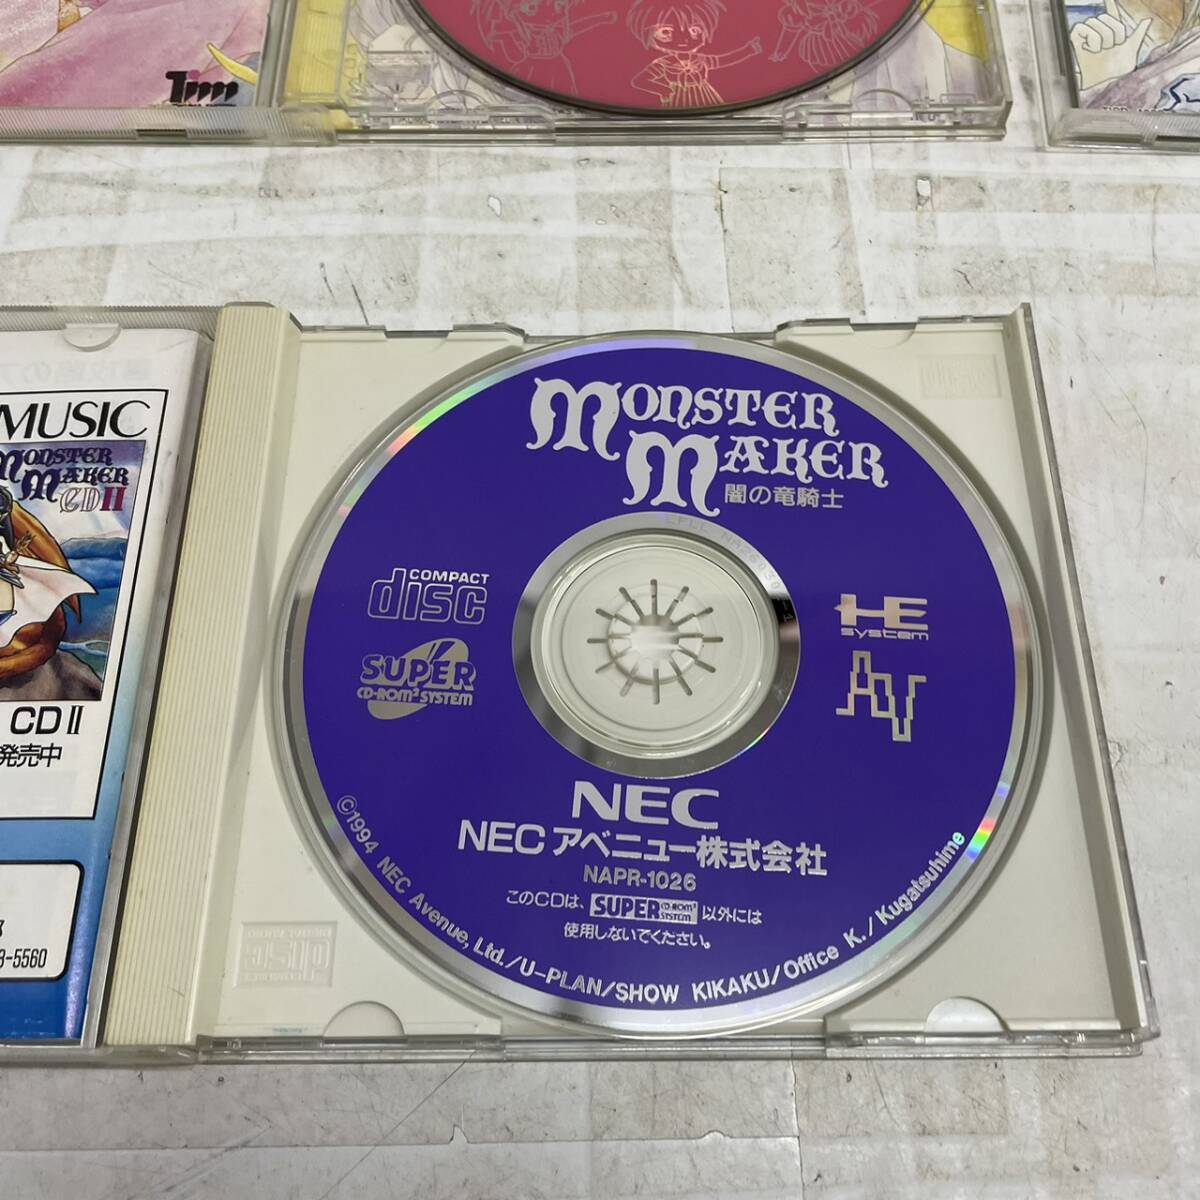 Tim
MUSIC
MONSTER
MAKER
CD II
CD II
発売中
3-5560
MONSTER
MAKER
闇の竜騎士
COMPACT
disc
SUPER
CD-ROM² SYSTEM
HE
system
NEC
NECアベニュー株式会社
NAPR-1026
このCDは、SUPER CD-ROM² SYSTEM 以外には
使用しないでください。
©1994 NEC Avenue, Ltd./U-PLAN/SHOW KIKAKU/Office K./Kugatsuhime